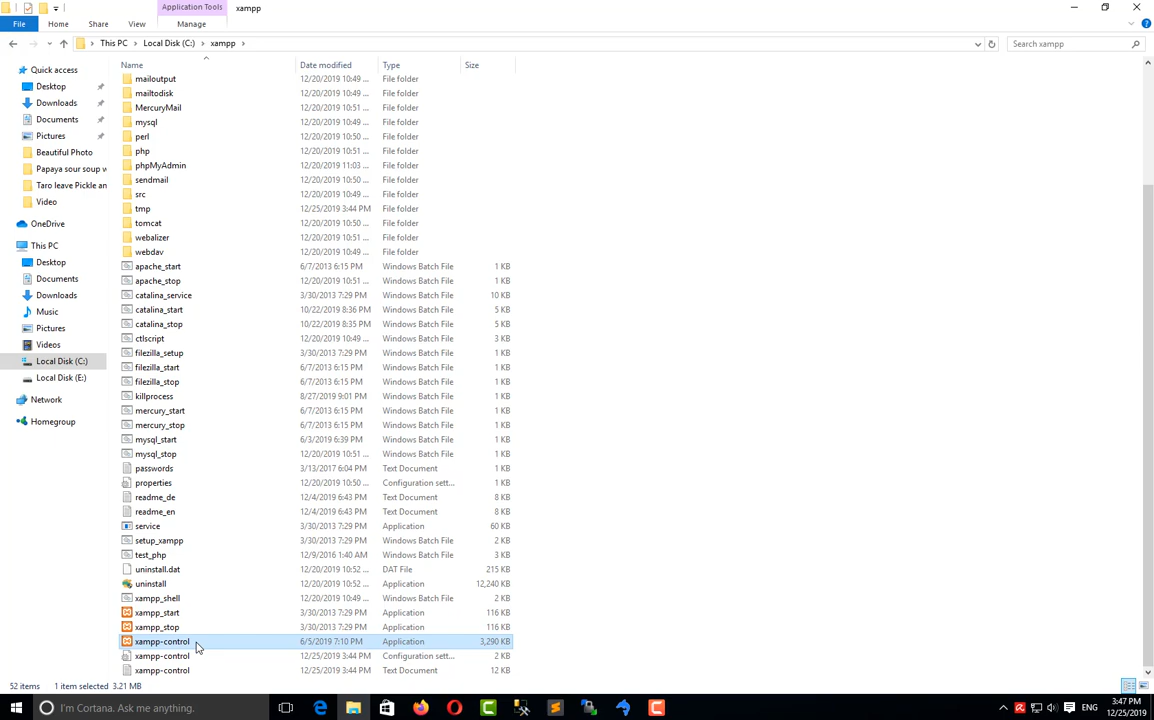 Application Tools xampp
File Home Share View Manage
This PC Local Disk (C:) xampp Search xampp
Name Date modified Type Size
Quick access
Desktop
Downloads
Documents
Pictures
Beautiful Photo
Papaya sour soup w
Taro leave Pickle an
Video
OneDrive
This PC
Desktop
Documents
Downloads
Music
Pictures
Videos
Local Disk (C:)
Local Disk (E:)
Network
Homegroup
mailoutput 12/20/2019 10:49 ... File folder
mailtodisk 12/20/2019 10:49 ... File folder
MercuryMail 12/20/2019 10:51 ... File folder
mysql 12/20/2019 10:49 ... File folder
perl 12/20/2019 10:50 ... File folder
php 12/20/2019 10:51 ... File folder
phpMyAdmin 12/20/2019 11:03 ... File folder
sendmail 12/20/2019 10:50 ... File folder
src 12/20/2019 10:49 ... File folder
tmp 12/25/2019 3:44 PM File folder
tomcat 12/20/2019 10:50 ... File folder
webalizer 12/20/2019 10:51 ... File folder
webdav 12/20/2019 10:49 ... File folder
apache_start 6/7/2013 6:15 PM Windows Batch File 1 KB
apache_stop 12/20/2019 10:51 ... Windows Batch File 1 KB
catalina_service 3/30/2013 7:29 PM Windows Batch File 10 KB
catalina_start 10/22/2019 8:36 PM Windows Batch File 5 KB
catalina_stop 10/22/2019 8:35 PM Windows Batch File 5 KB
ctlscript 12/20/2019 10:49 ... Windows Batch File 3 KB
filezilla_setup 3/30/2013 7:29 PM Windows Batch File 1 KB
filezilla_start 6/7/2013 6:15 PM Windows Batch File 1 KB
filezilla_stop 6/7/2013 6:15 PM Windows Batch File 1 KB
killprocess 8/27/2019 9:01 PM Windows Batch File 1 KB
mercury_start 6/7/2013 6:15 PM Windows Batch File 1 KB
mercury_stop 6/7/2013 6:15 PM Windows Batch File 1 KB
mysql_start 6/3/2019 6:39 PM Windows Batch File 1 KB
mysql_stop 12/20/2019 10:50 ... Windows Batch File 1 KB
passwords 3/13/2017 6:04 PM Text Document 1 KB
properties 12/20/2019 10:50 ... Configuration sett... 1 KB
readme_de 12/4/2019 6:43 PM Text Document 8 KB
readme_en 12/4/2019 6:43 PM Text Document 8 KB
service 3/30/2013 7:29 PM Application 60 KB
setup_xampp 3/30/2013 7:29 PM Windows Batch File 2 KB
test_php 12/9/2016 1:40 AM Windows Batch File 3 KB
uninstall.dat 12/20/2019 10:52 ... DAT File 215 KB
uninstall 12/20/2019 10:52 ... Application 12,240 KB
xampp_shell 12/20/2019 10:49 ... Windows Batch File 1 KB
xampp_start 3/30/2013 7:29 PM Application 116 KB
xampp_stop 3/30/2013 7:29 PM Application 116 KB
xampp-control 6/5/2019 7:10 PM Application 3,290 KB
xampp-control 12/25/2019 3:44 PM Configuration sett... 2 KB
xampp-control 12/25/2019 3:44 PM Text Document 12 KB
52 items 1 item selected 3.21 MB
I'm Cortana. Ask me anything. ENG 3:47 PM
12/25/2019